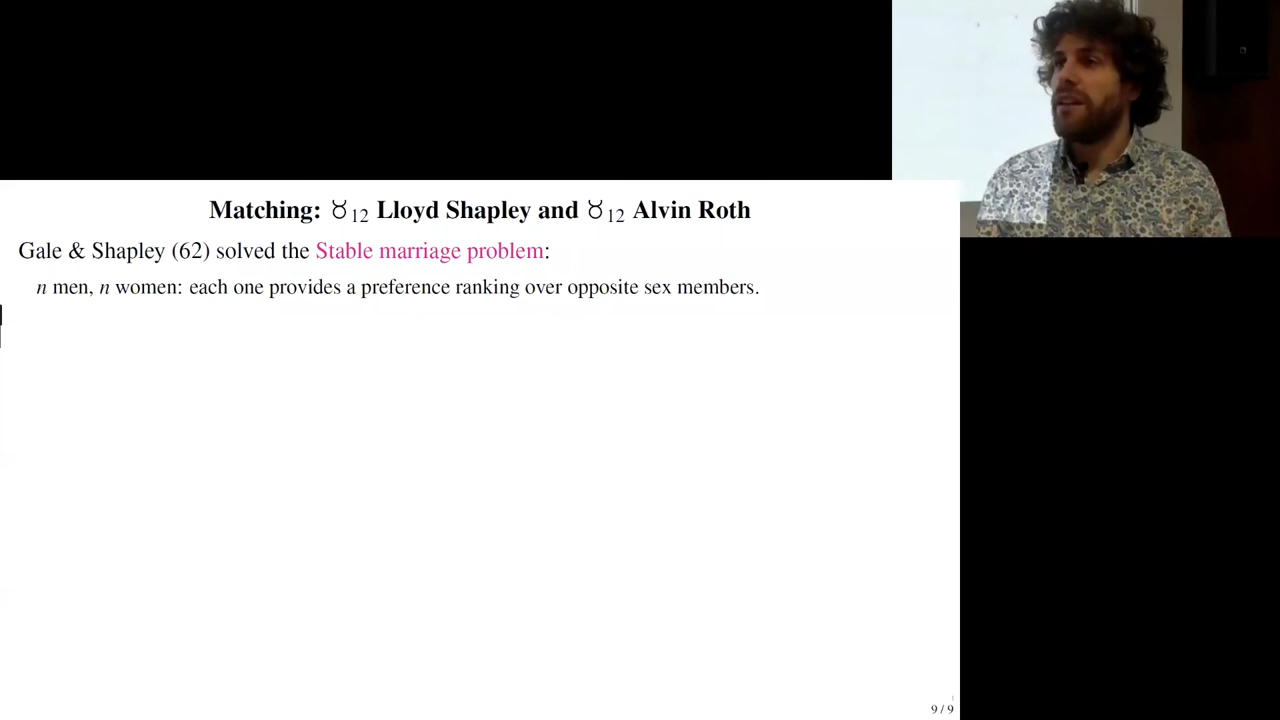 Matching: ♉12 Lloyd Shapley and ♉12 Alvin Roth
Gale & Shapley (62) solved the Stable marriage problem:
n men, n women: each one provides a preference ranking over opposite sex members.
9 / 9